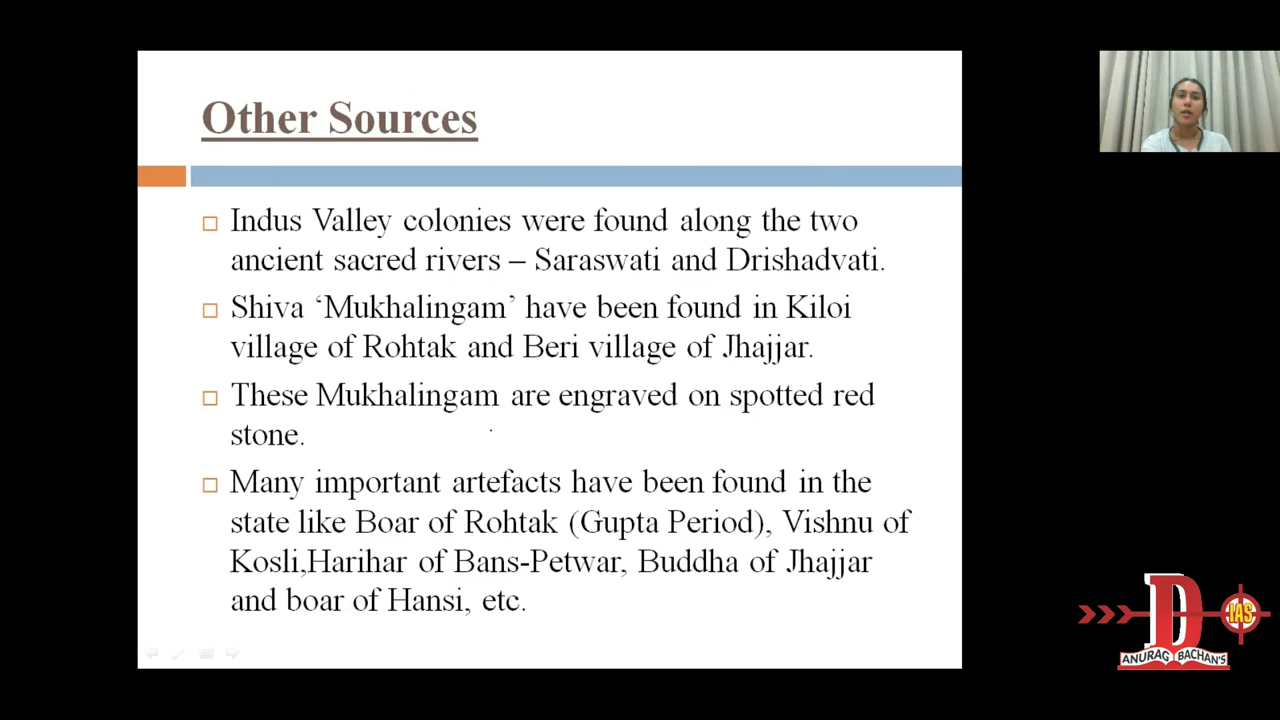 Other Sources
Indus Valley colonies were found along the two
ancient sacred rivers – Saraswati and Drishadvati.
Shiva ‘Mukhalingam’ have been found in Kiloi
village of Rohtak and Beri village of Jhajjar.
These Mukhalingam are engraved on spotted red
stone.
Many important artefacts have been found in the
state like Boar of Rohtak (Gupta Period), Vishnu of
Kosli,Harihar of Bans-Petwar, Buddha of Jhajjar
and boar of Hansi, etc.
D
IAS
ANURAG BACHAN'S